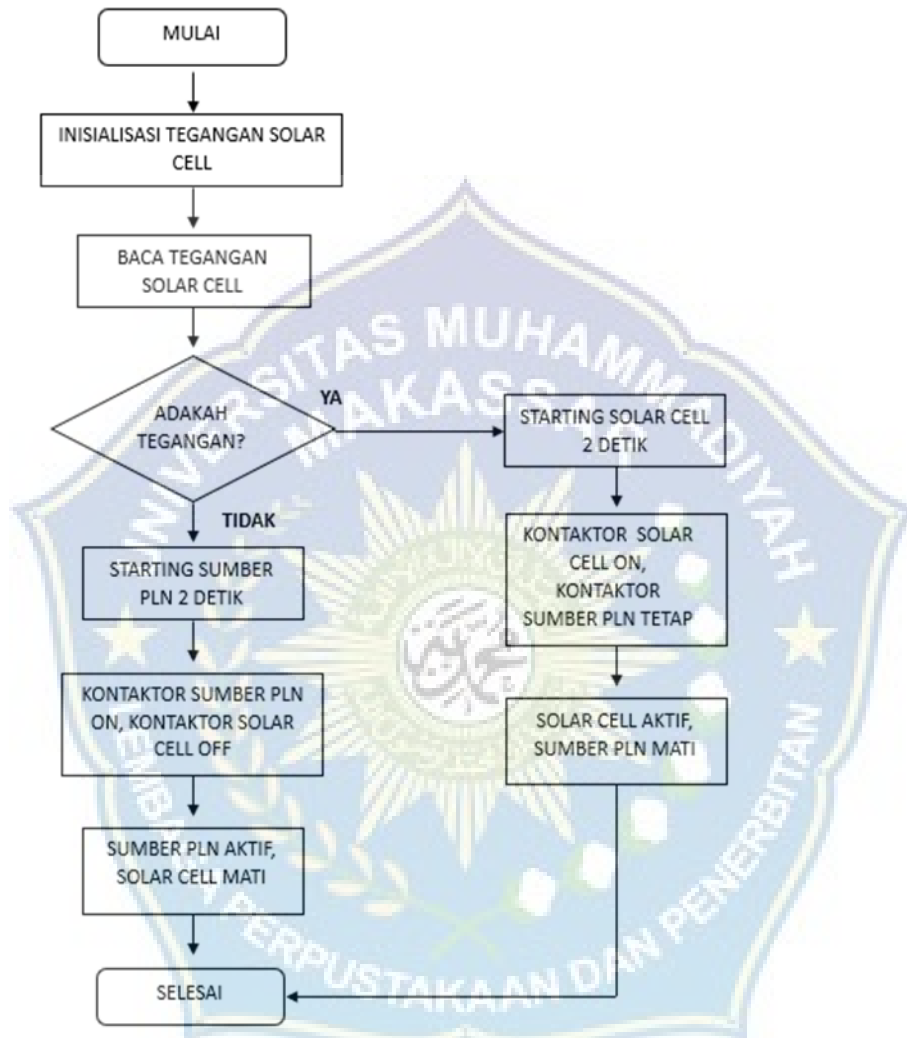 MULAI
INISIALISASI TEGANGAN SOLAR
CELL
BACA TEGANGAN
SOLAR CELL
ADAKAH
TEGANGAN?
YA
TIDAK
STARTING SOLAR CELL
2 DETIK
KONTAKTOR SOLAR
CELL ON,
KONTAKTOR
SUMBER PLN TETAP
SOLAR CELL AKTIF,
SUMBER PLN MATI
STARTING SUMBER
PLN 2 DETIK
KONTAKTOR SUMBER PLN
ON, KONTAKTOR SOLAR
CELL OFF
SUMBER PLN AKTIF,
SOLAR CELL MATI
SELESAI
UNIVERSITAS MUHAMMADIYAH
MAKASSAR
LEMBAGA PERPUSTAKAAN DAN PENERBITAN